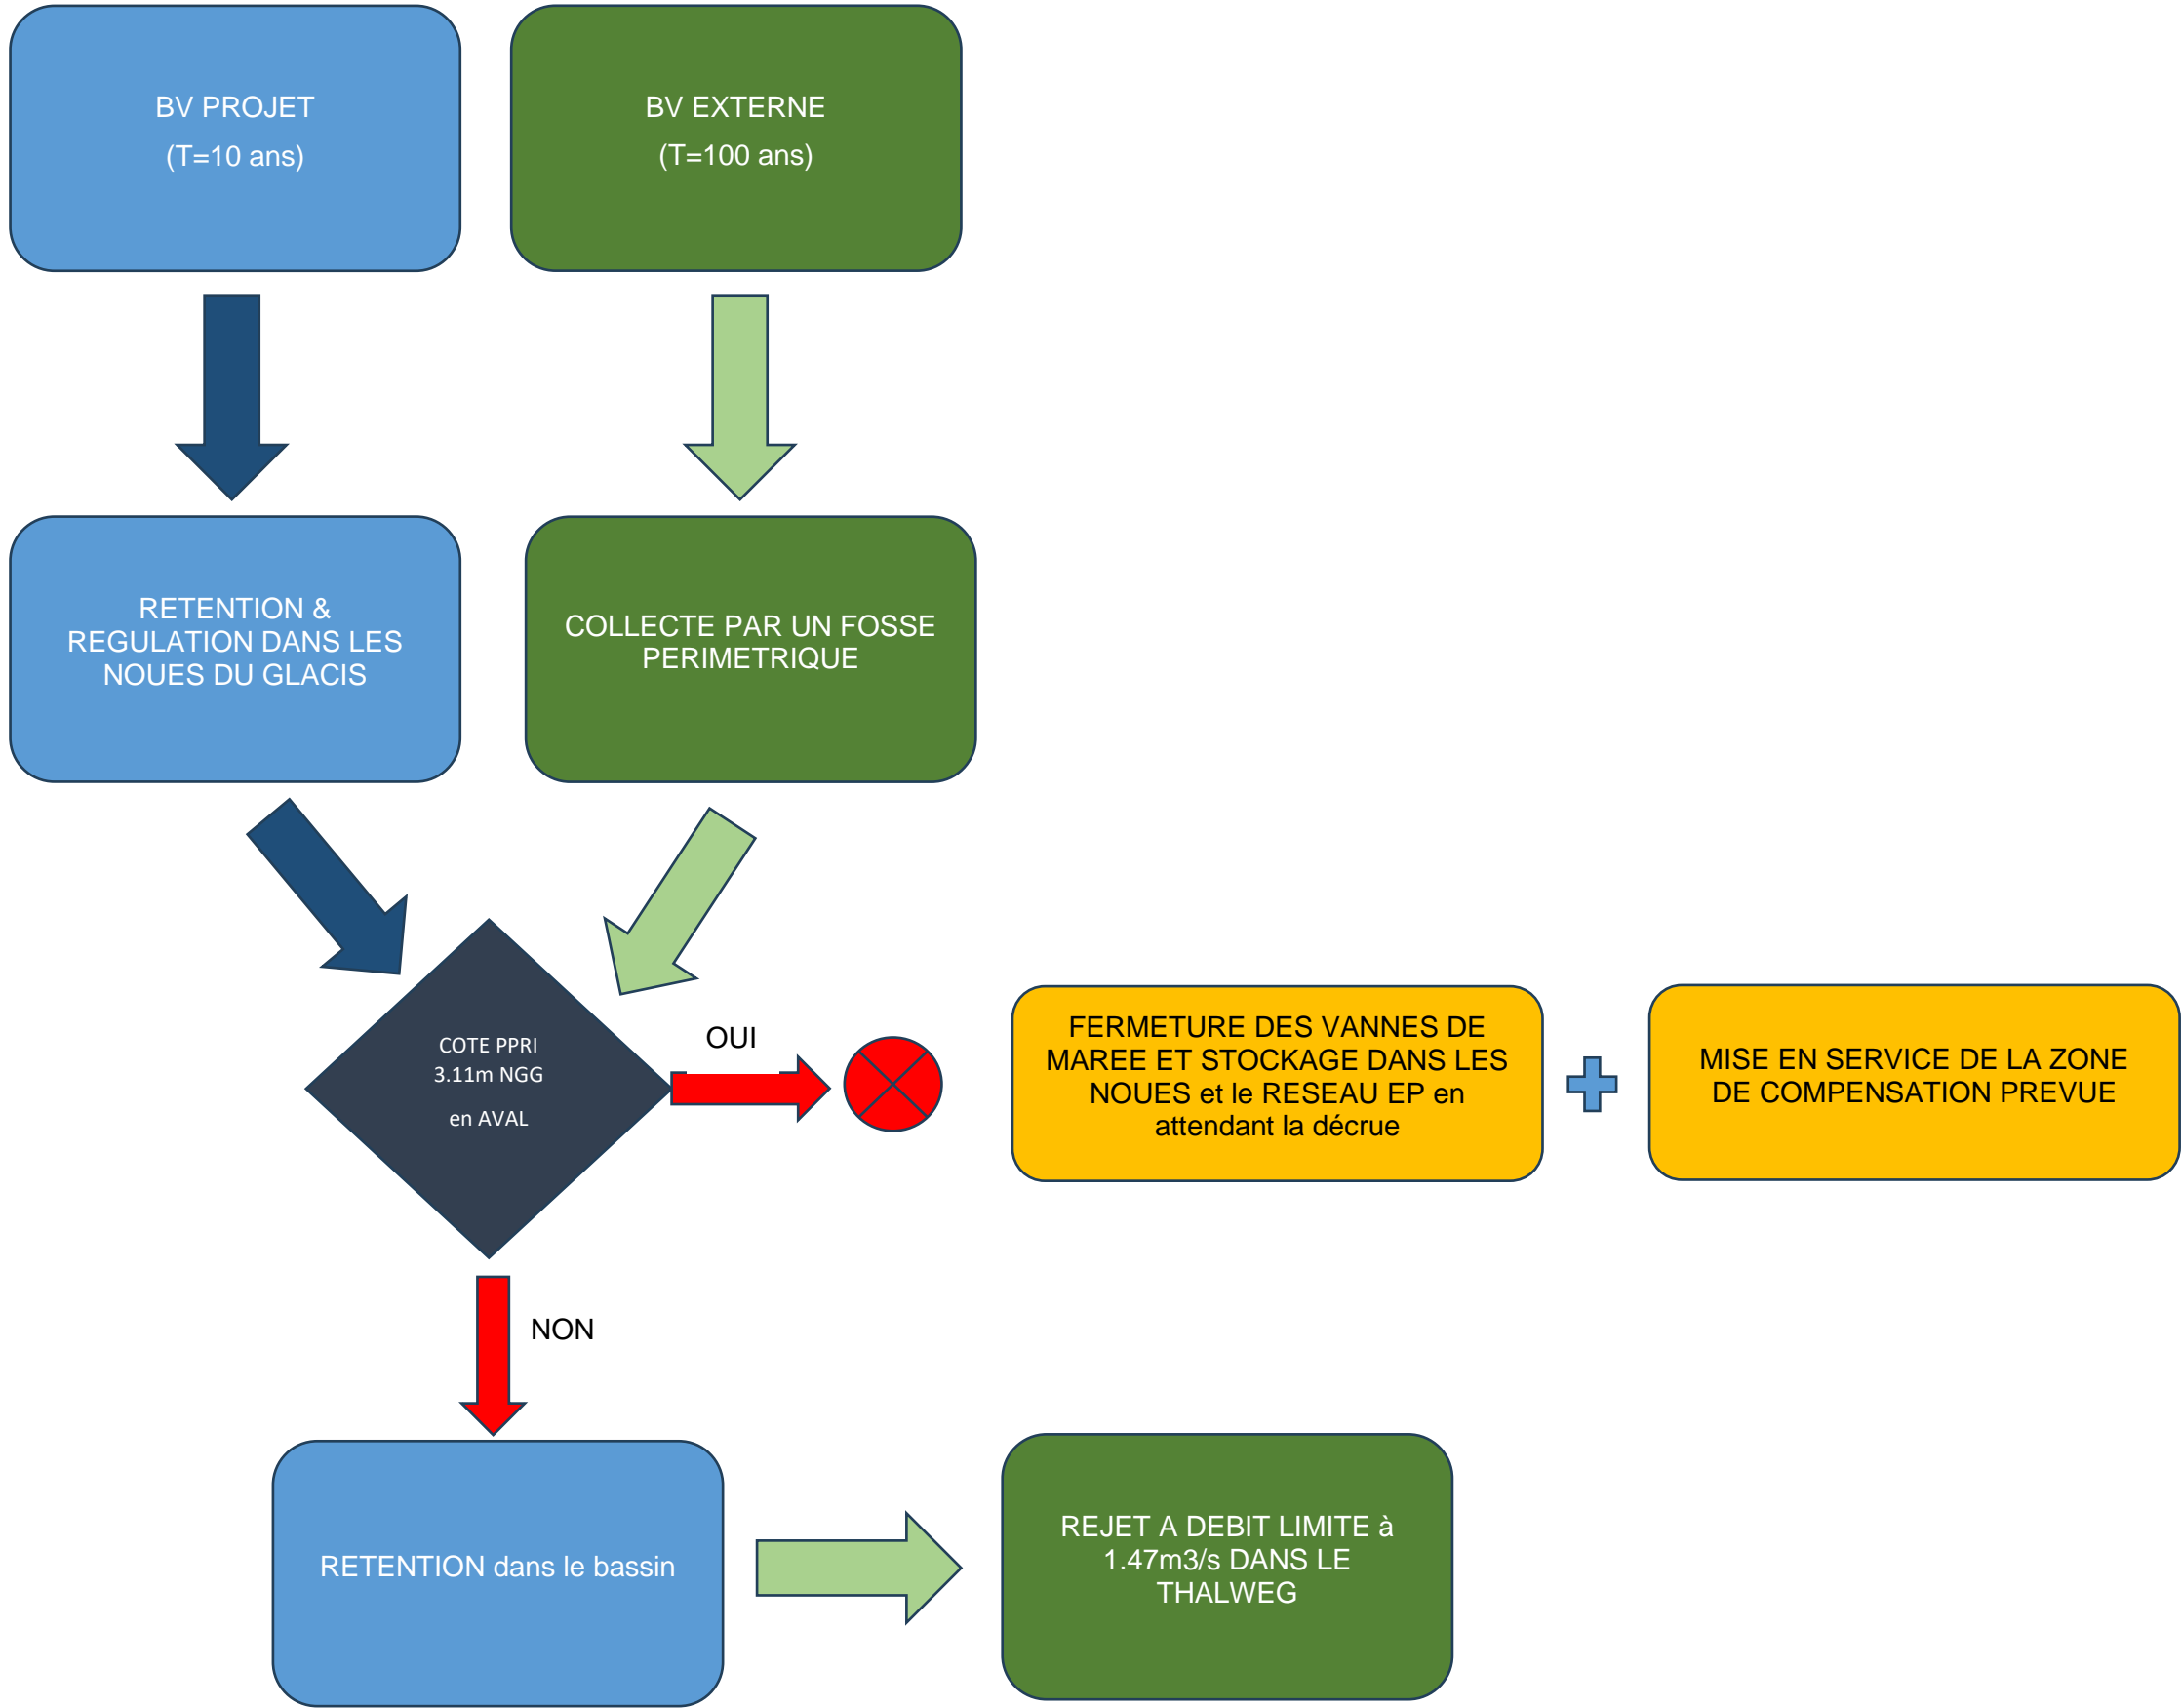 BV PROJET
(T=10 ans)
BV EXTERNE
(T=100 ans)
RETENTION &
REGULATION DANS LES
NOUES DU GLACIS
COLLECTE PAR UN FOSSE
PERIMETRIQUE
COTE PPRI
3.11m NGG
en AVAL
OUI
FERMETURE DES VANNES DE
MAREE ET STOCKAGE DANS LES
NOUES et le RESEAU EP en
attendant la décrue
MISE EN SERVICE DE LA ZONE
DE COMPENSATION PREVUE
NON
RETENTION dans le bassin
REJET A DEBIT LIMITE à
1.47m3/s DANS LE
THALWEG